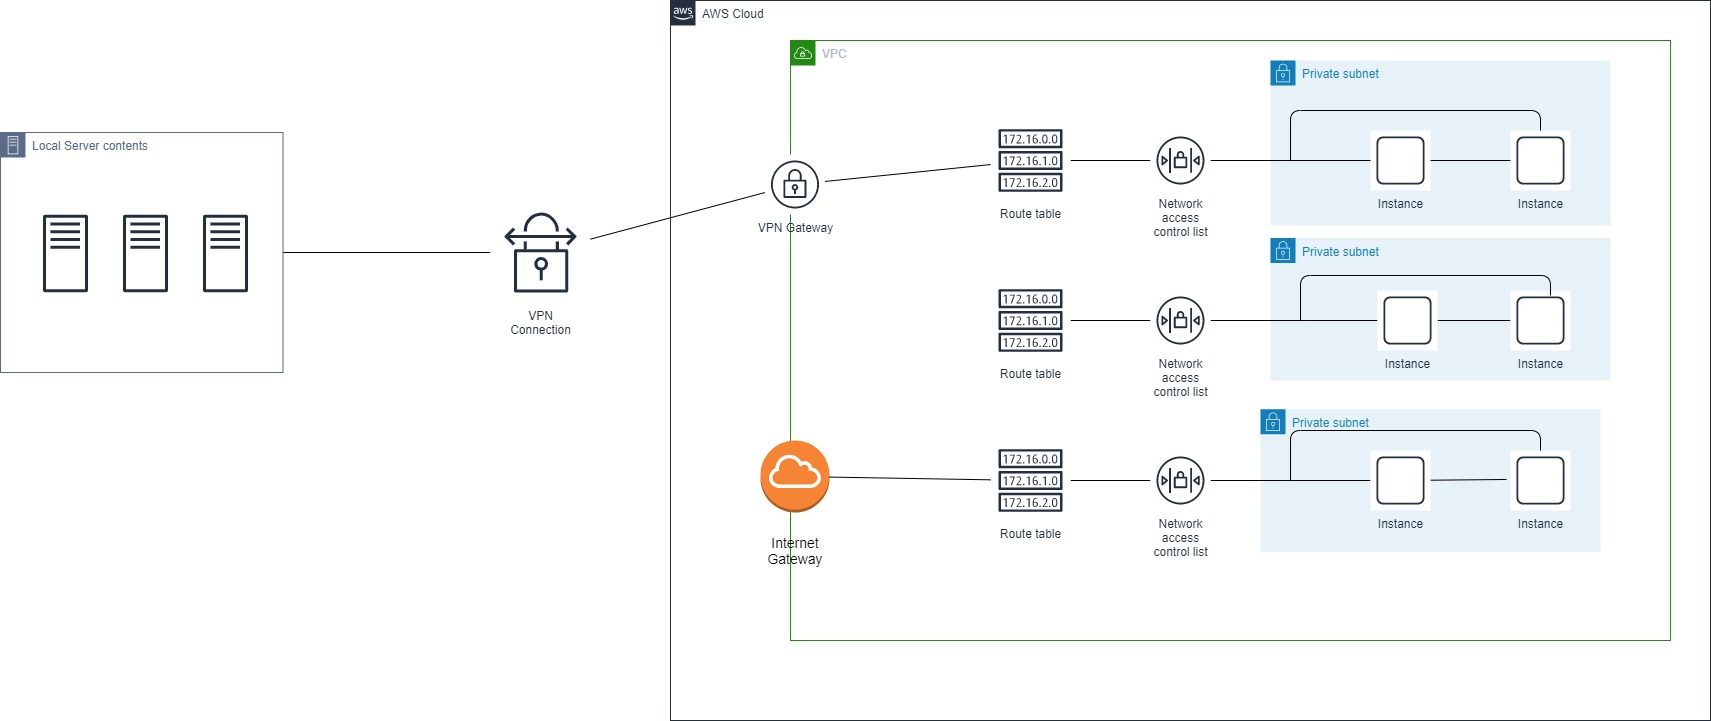 aws
AWS Cloud
VPC
Local Server contents
VPN
Connection
VPN Gateway
172.16.0.0
172.16.1.0
172.16.2.0
Route table
Network
access
control list
Private subnet
Instance
Instance
172.16.0.0
172.16.1.0
172.16.2.0
Route table
Network
access
control list
Private subnet
Instance
Instance
Internet
Gateway
172.16.0.0
172.16.1.0
172.16.2.0
Route table
Network
access
control list
Private subnet
Instance
Instance